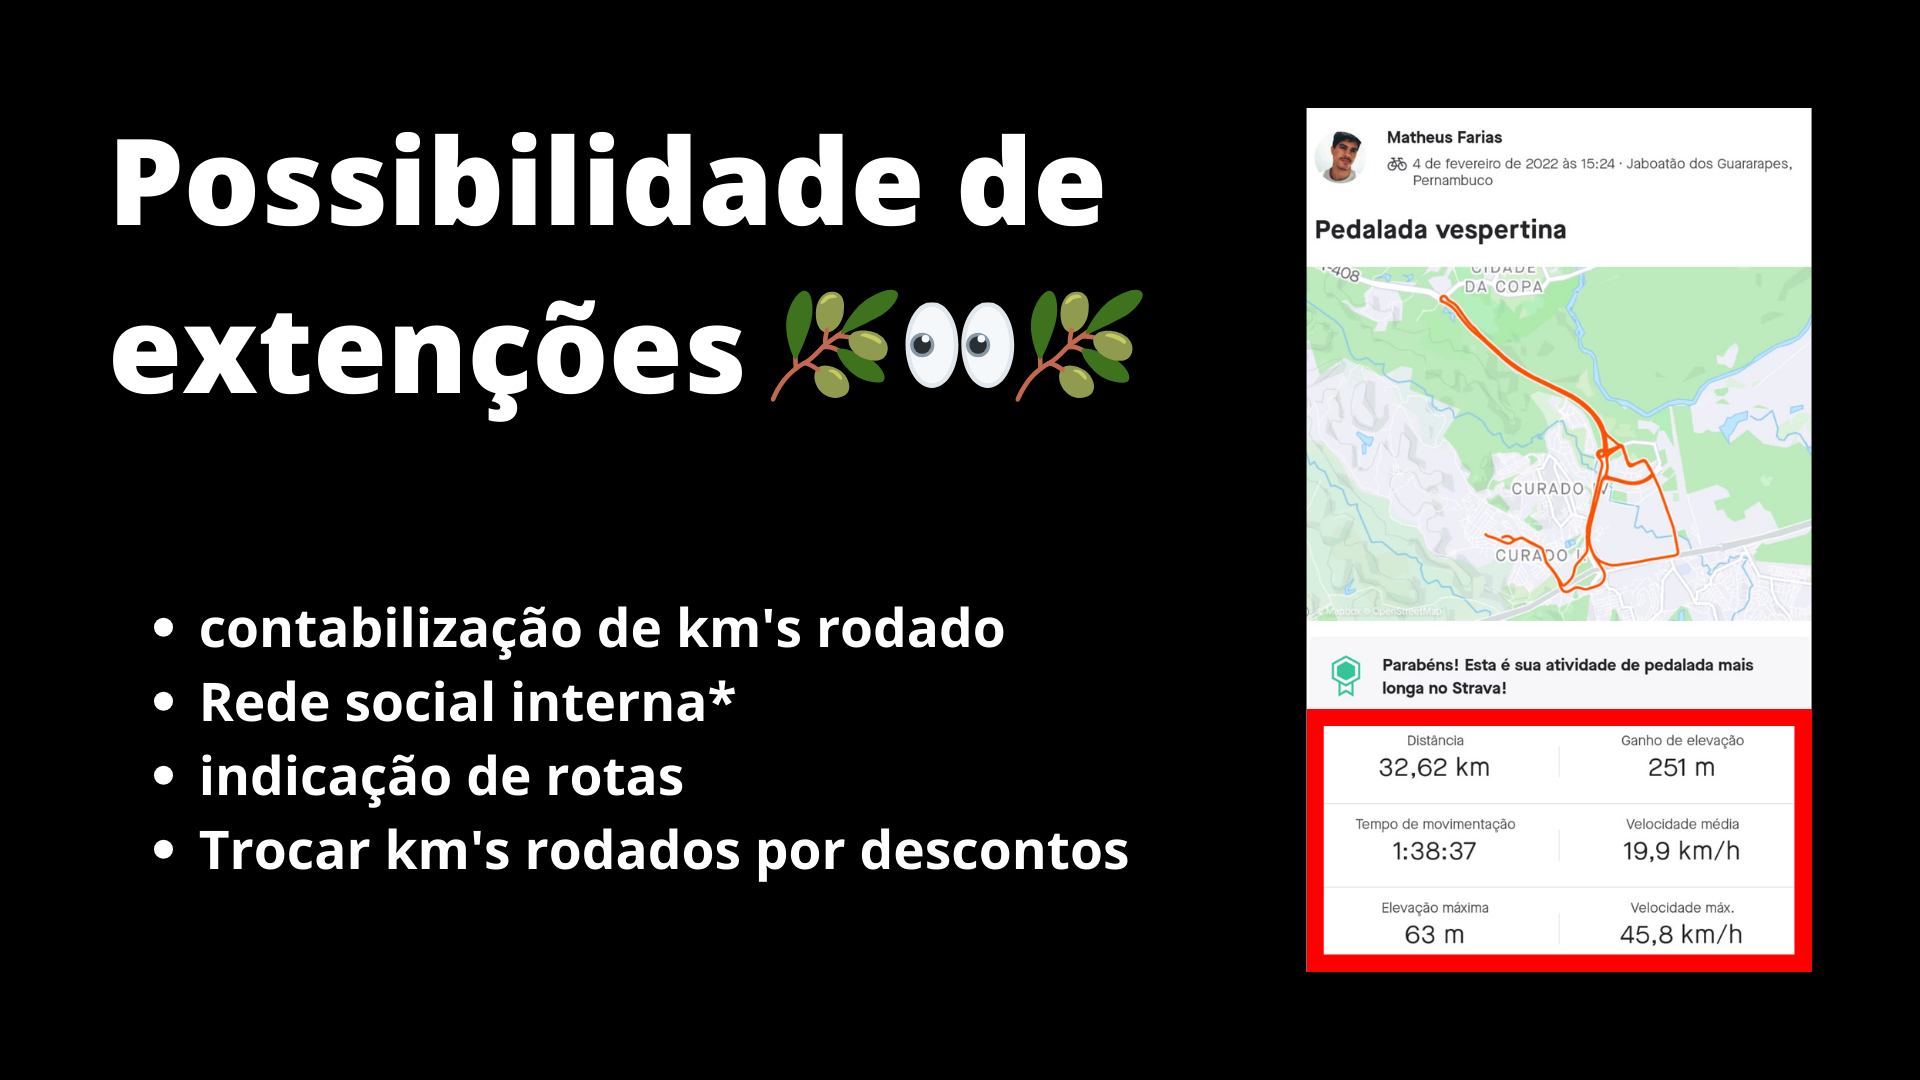 Possibilidade de
extenções 🫒👀🫒
• contabilização de km's rodado
• Rede social interna*
• indicação de rotas
• Trocar km's rodados por descontos
Matheus Farias
4 de fevereiro de 2022 às 15:24 · Jaboatão dos Guararapes,
Pernambuco
Pedalada vespertina
-408
CIDADE
DA COPA
CURADO IV
CURADO I
© Mapbox © OpenStreetMap
Parabéns! Esta é sua atividade de pedalada mais
longa no Strava!
Distância
32,62 km
Ganho de elevação
251 m
Tempo de movimentação
1:38:37
Velocidade média
19,9 km/h
Elevação máxima
63 m
Velocidade máx.
45,8 km/h